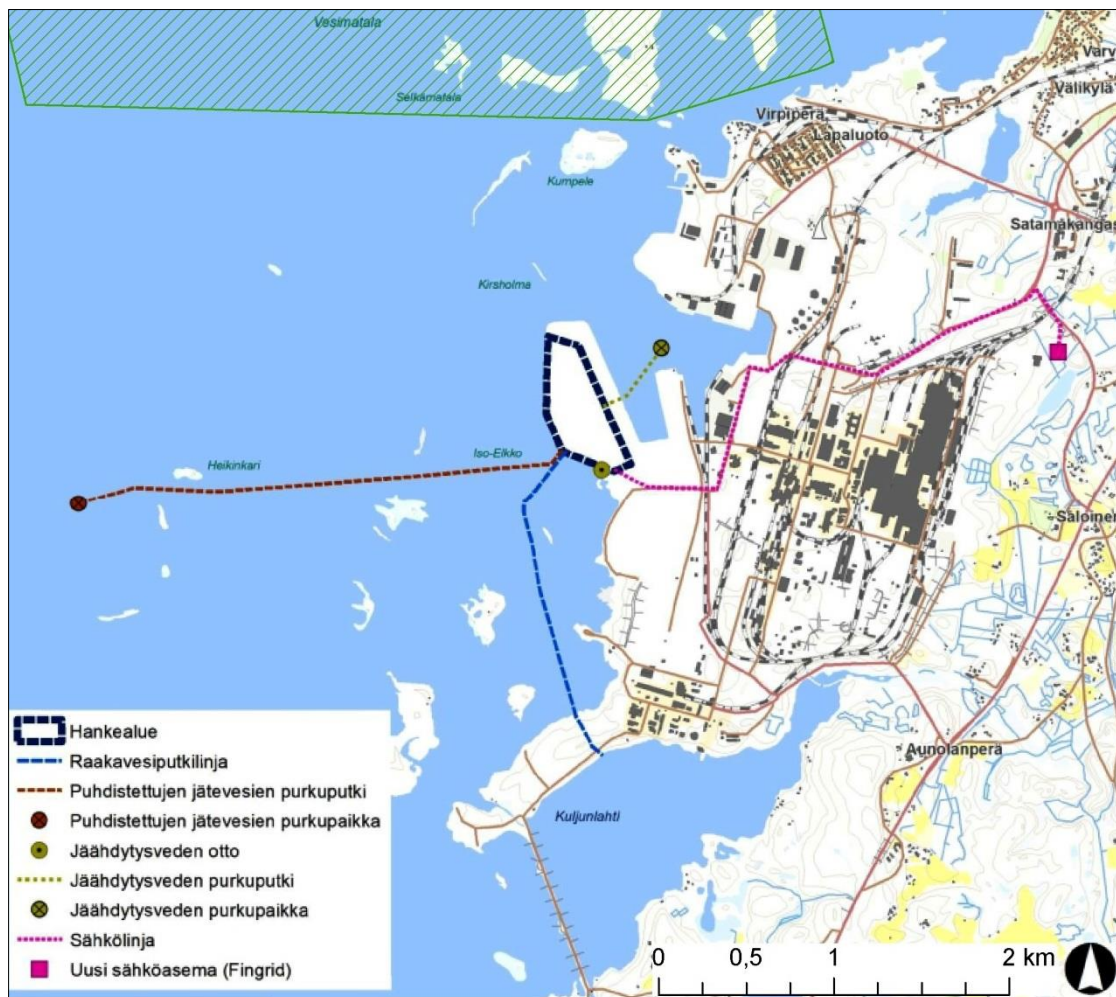 Vesimatala
Selkämatala
Varv
Välikylä
Virpiperä
Lapaluoto
Kumpele
Satamakangas
Kirsholma
Iso-Elkko
Heikinkari
Saloinen
Aunolanperä
Kuljunlahti
Hankealue
Raakavesiputkilinja
Puhdistettujen jätevesien purkuputki
Puhdistettujen jätevesien purkupaikka
Jäähdytysveden otto
Jäähdytysveden purkuputki
Jäähdytysveden purkupaikka
Sähkölinja
Uusi sähköasema (Fingrid)
0 0,5 1 2 km